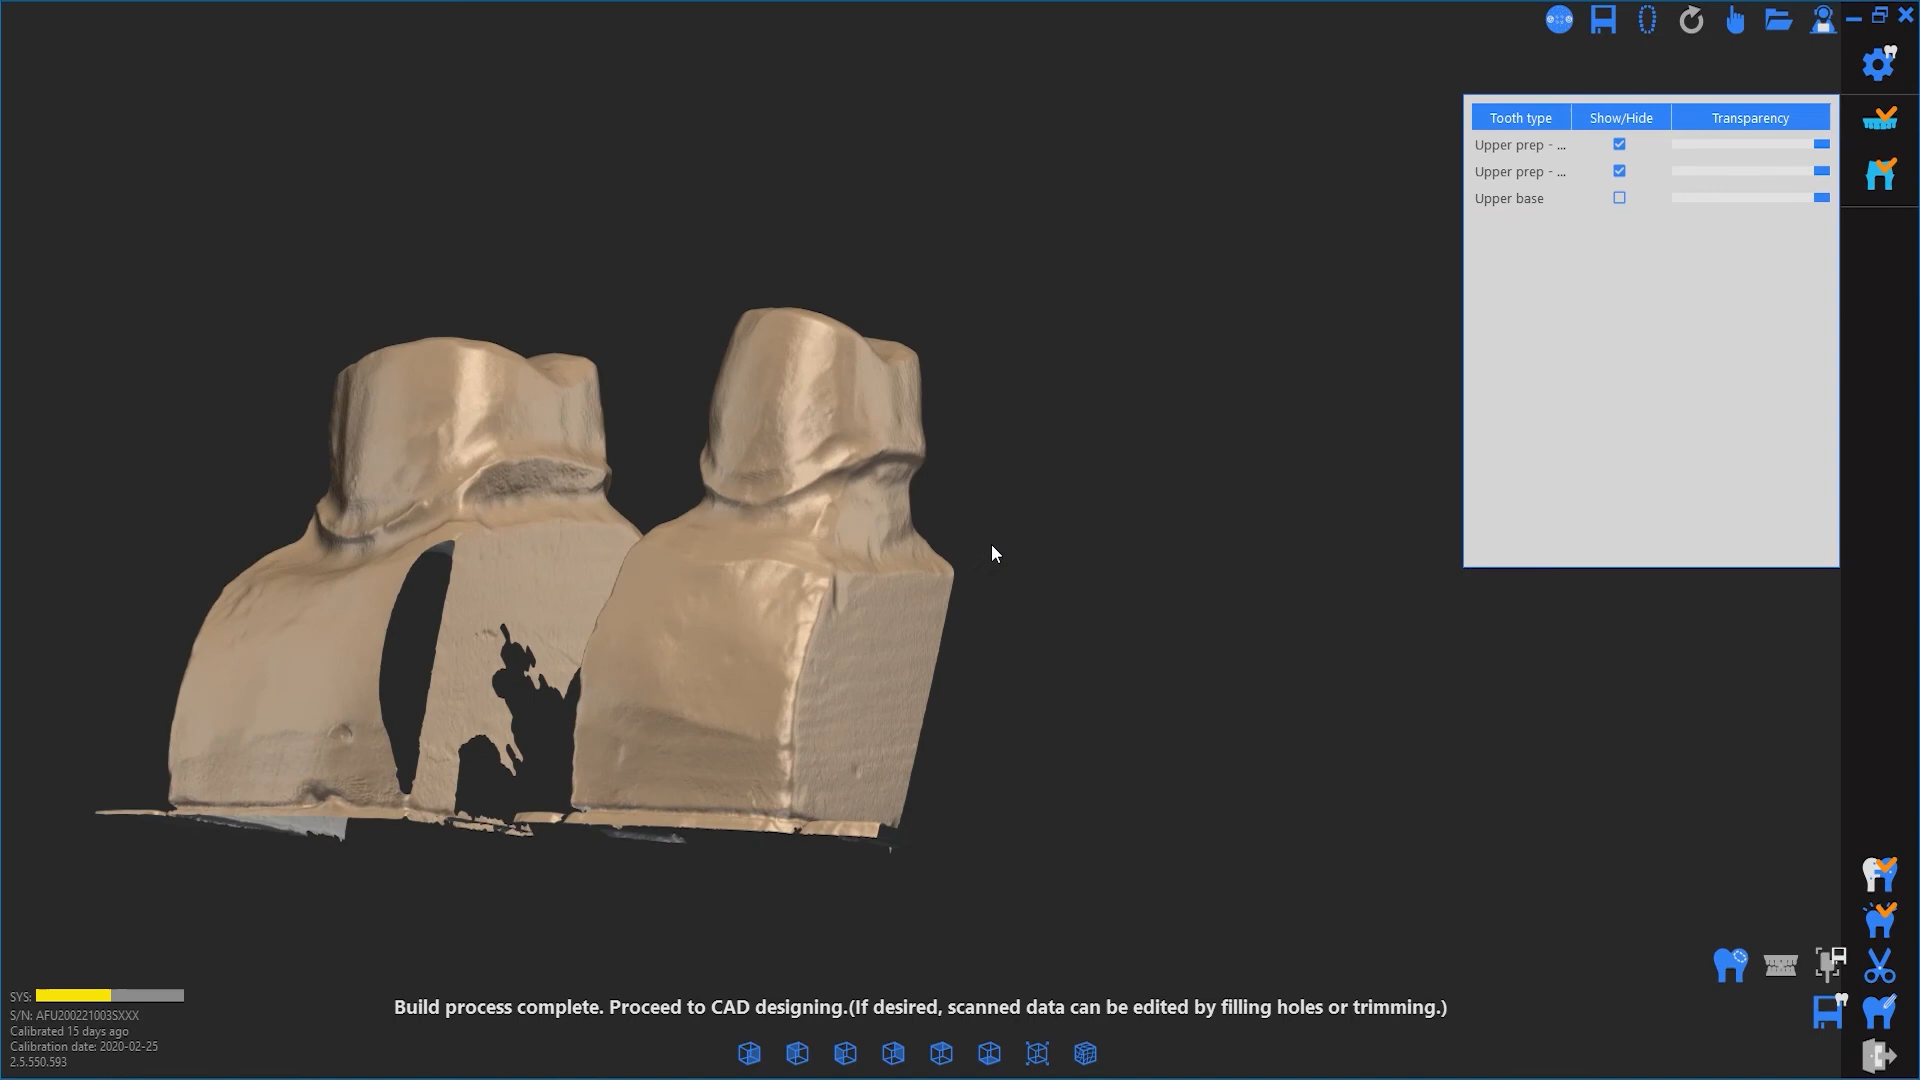 Tooth type Show/Hide Transparency
Upper prep - ...
Upper prep - ...
Upper base
SYS:
S/N: AFU200221003SXXX
Calibrated 15 days ago
Calibration date: 2020-02-25
2.5.550.593
Build process complete. Proceed to CAD designing.(If desired, scanned data can be edited by filling holes or trimming.)